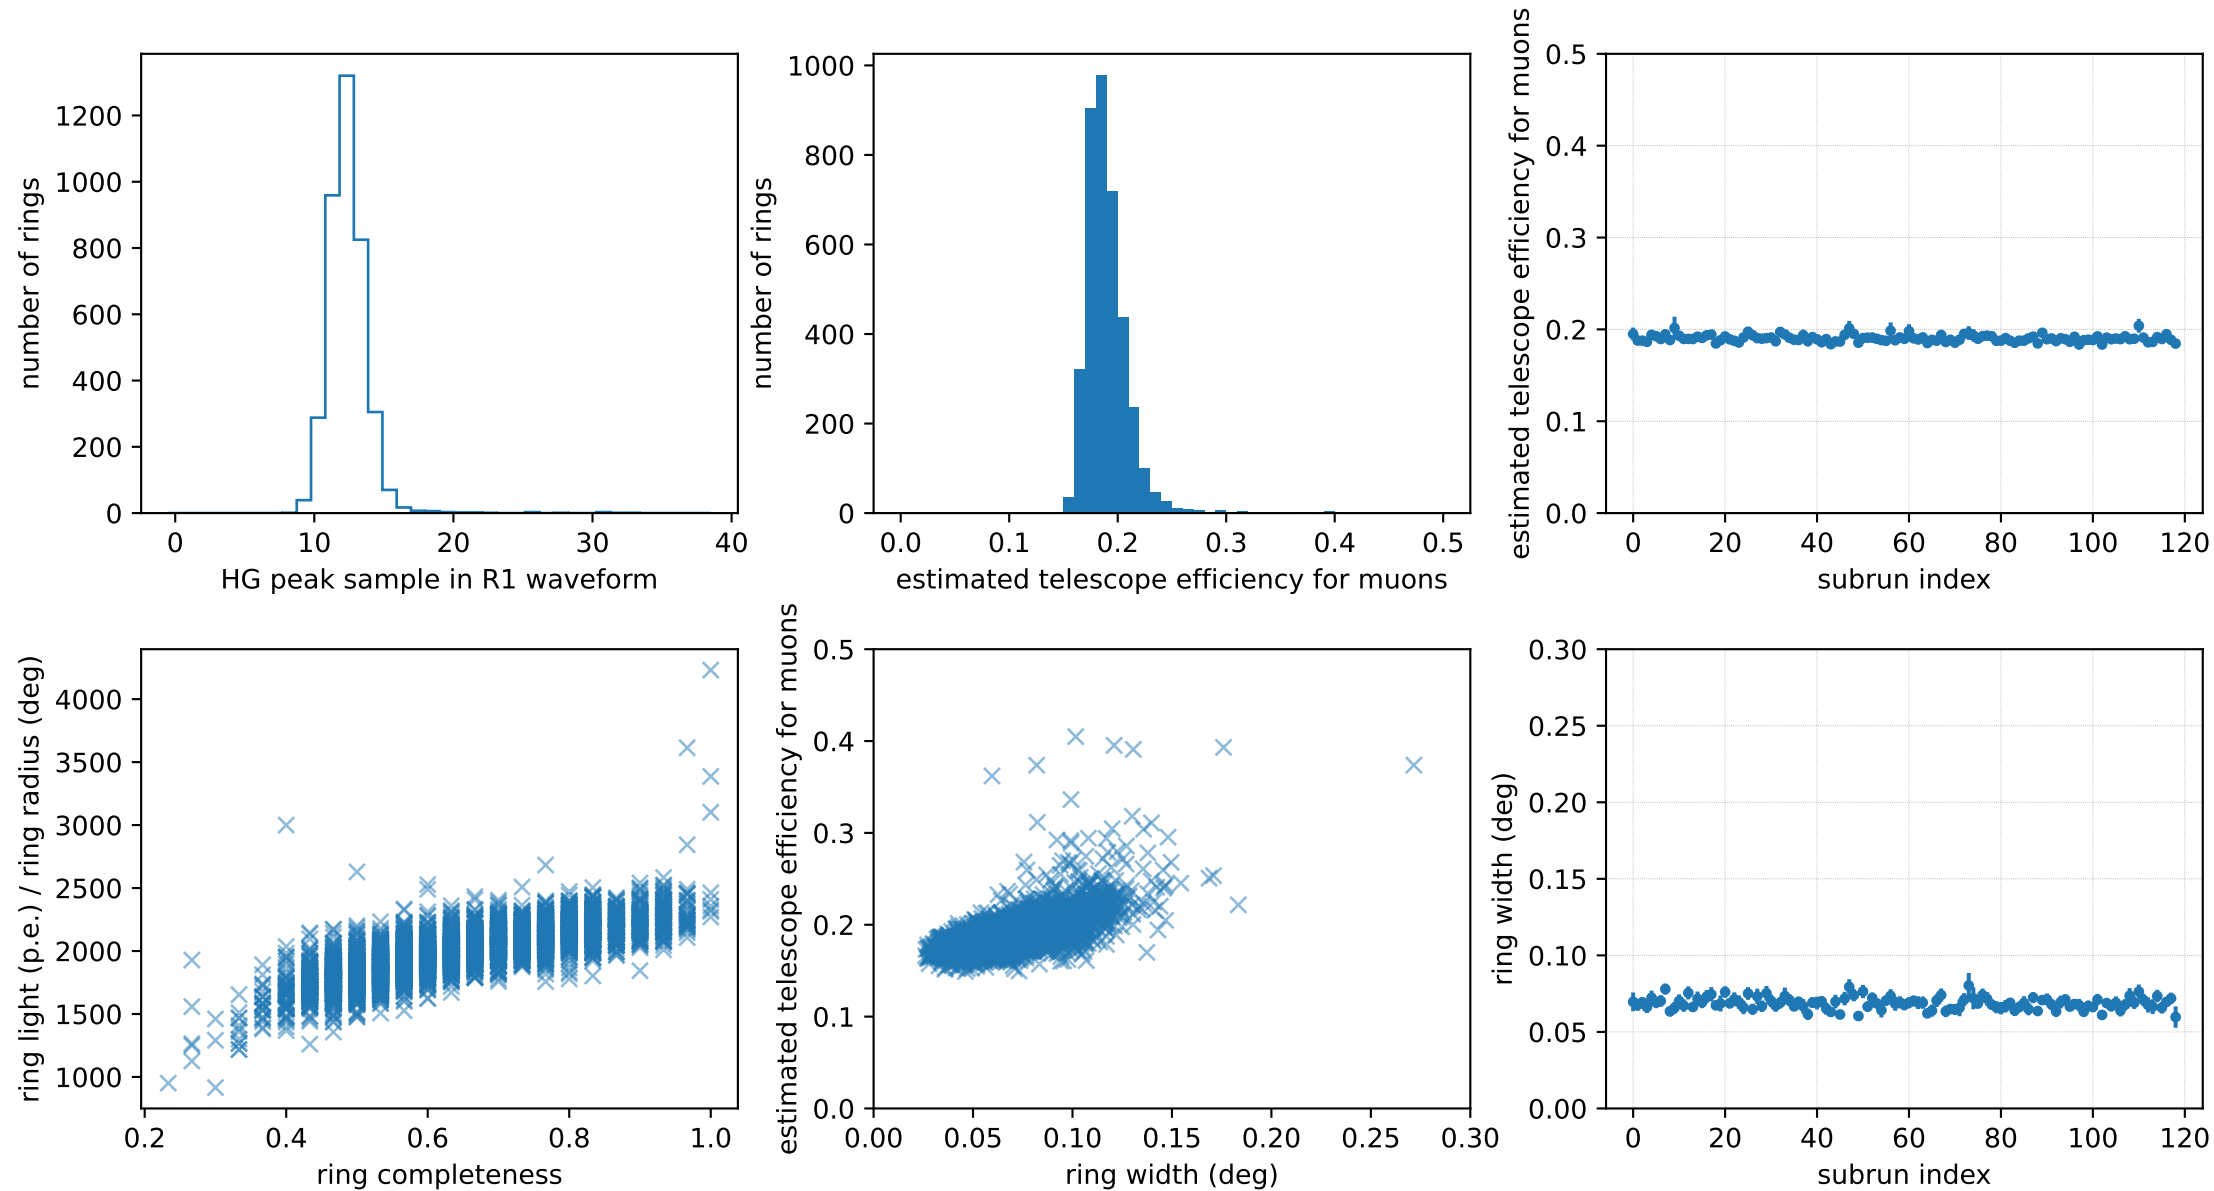 number of rings
1200
1000
800
600
400
200
0
0 10 20 30 40
HG peak sample in R1 waveform
number of rings
1000
800
600
400
200
0
0.0 0.1 0.2 0.3 0.4 0.5
estimated telescope efficiency for muons
estimated telescope efficiency for muons
0.5
0.4
0.3
0.2
0.1
0.0
0 20 40 60 80 100 120
subrun index
ring light (p.e.) / ring radius (deg)
4000
3500
3000
2500
2000
1500
1000
0.2 0.4 0.6 0.8 1.0
ring completeness
estimated telescope efficiency for muons
0.5
0.4
0.3
0.2
0.1
0.0
0.00 0.05 0.10 0.15 0.20 0.25 0.30
ring width (deg)
ring width (deg)
0.30
0.25
0.20
0.15
0.10
0.05
0.00
0 20 40 60 80 100 120
subrun index